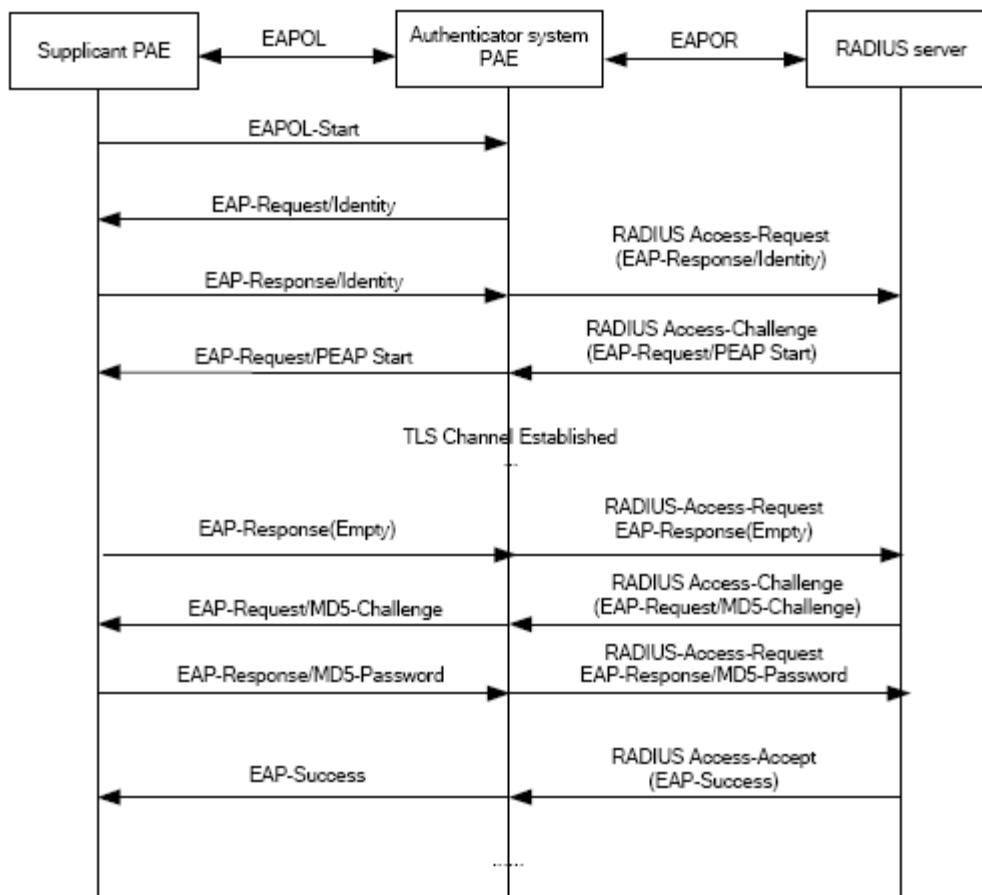 Supplicant PAE
EAPOL
Authenticator system
PAE
EAPOR
RADIUS server
EAPOL-Start
EAP-Request/Identity
RADIUS Access-Request
(EAP-Response/Identity)
EAP-Response/Identity
RADIUS Access-Challenge
(EAP-Request/PEAP Start)
EAP-Request/PEAP Start
TLS Channel Established
RADIUS-Access-Request
EAP-Response(Empty)
EAP-Response(Empty)
RADIUS Access-Challenge
(EAP-Request/MD5-Challenge)
EAP-Request/MD5-Challenge
RADIUS-Access-Request
EAP-Response/MD5-Password
EAP-Response/MD5-Password
RADIUS Access-Accept
(EAP-Success)
EAP-Success